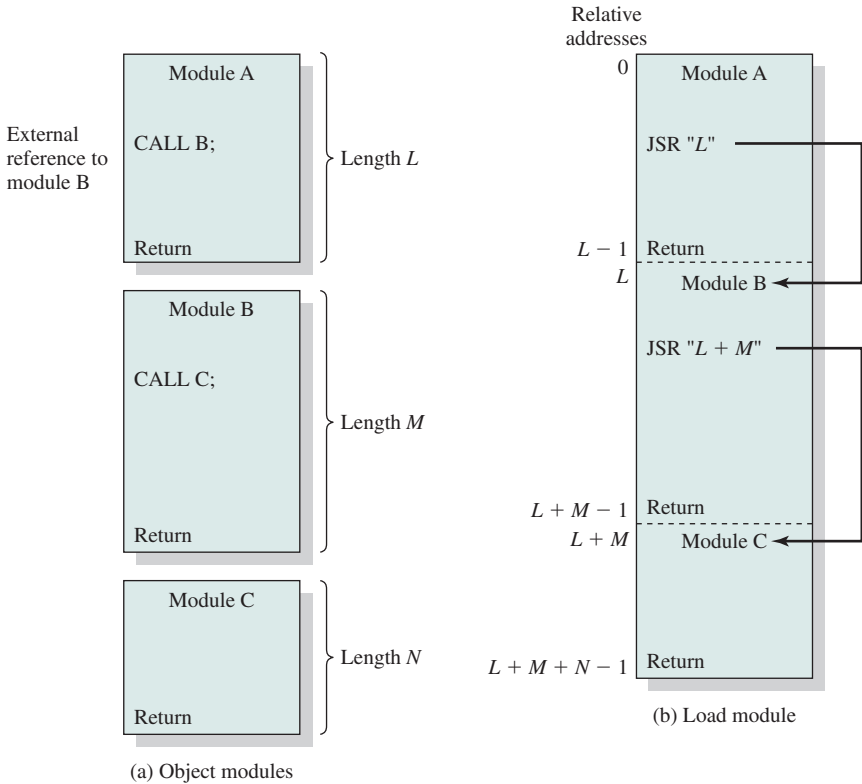 External
reference to
module B
Module A
CALL B;
Return
Length L
Module B
CALL C;
Return
Length M
Module C
Return
Length N
(a) Object modules
Relative
addresses
0
Module A
JSR "L"
L − 1
Return
L
Module B
JSR "L + M"
L + M − 1
Return
L + M
Module C
L + M + N − 1
Return
(b) Load module